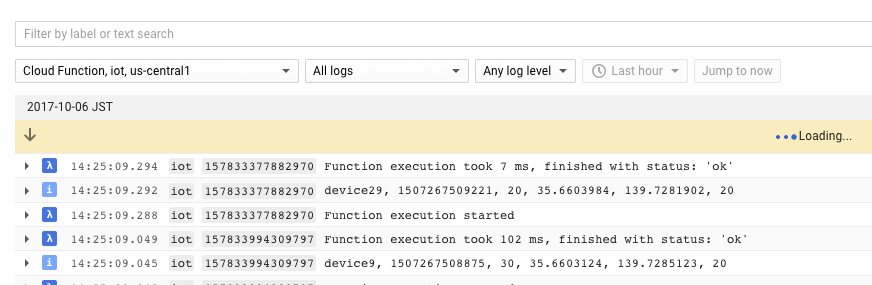 Filter by label or text search
Cloud Function, iot, us-central1 All logs Any log level Last hour Jump to now
2017-10-06 JST
Loading...
λ 14:25:09.294 iot 157833377882970 Function execution took 7 ms, finished with status: 'ok'
i 14:25:09.292 iot 157833377882970 device29, 1507267509221, 20, 35.6603984, 139.7281902, 20
λ 14:25:09.288 iot 157833377882970 Function execution started
λ 14:25:09.049 iot 157833994309797 Function execution took 102 ms, finished with status: 'ok'
i 14:25:09.045 iot 157833994309797 device9, 1507267508875, 30, 35.6603124, 139.7285123, 20